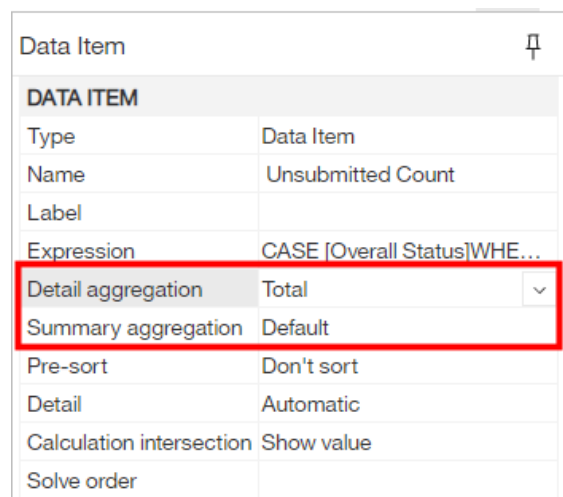 Data Item
DATA ITEM
Type Data Item
Name Unsubmitted Count
Label
Expression CASE [Overall Status]WHE...
Detail aggregation Total
Summary aggregation Default
Pre-sort Don't sort
Detail Automatic
Calculation intersection Show value
Solve order